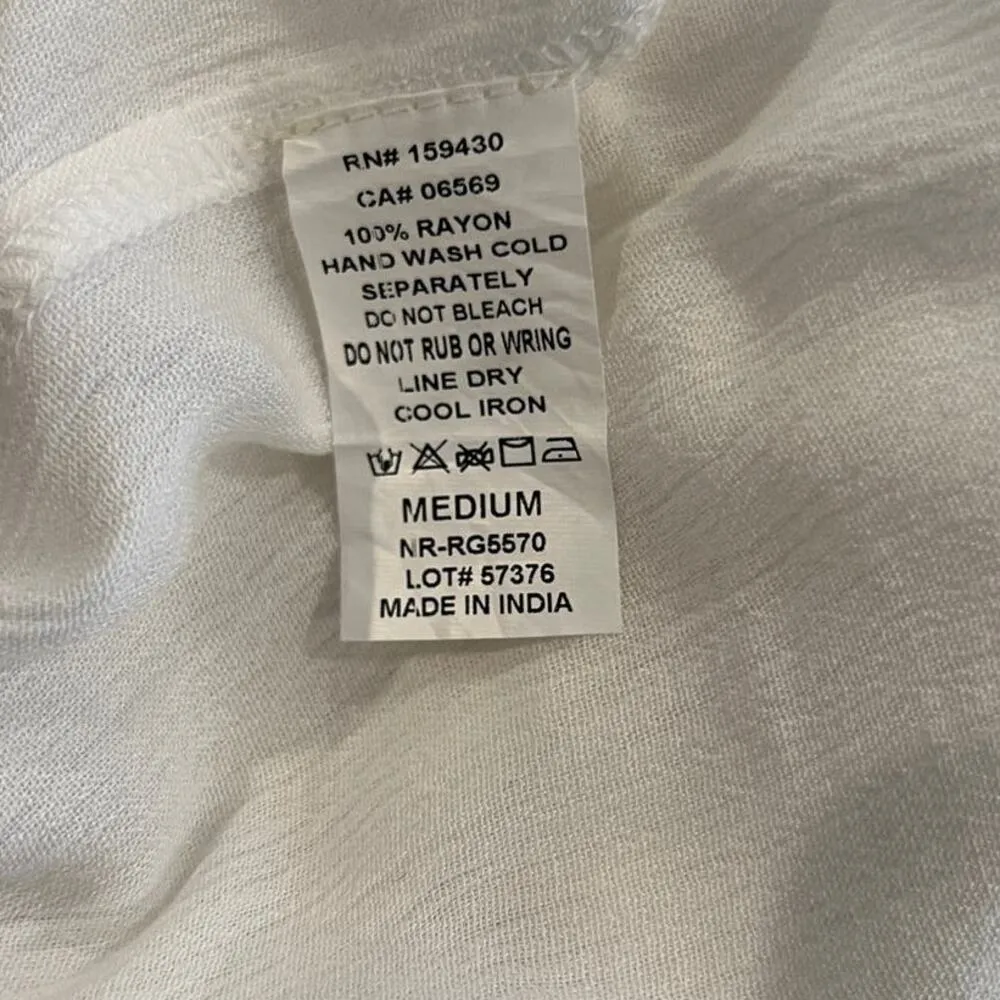 RN# 159430
CA# 06569
100% RAYON
HAND WASH COLD
SEPARATELY
DO NOT BLEACH
DO NOT RUB OR WRING
LINE DRY
COOL IRON
MEDIUM
NR-RG5570
LOT# 57376
MADE IN INDIA